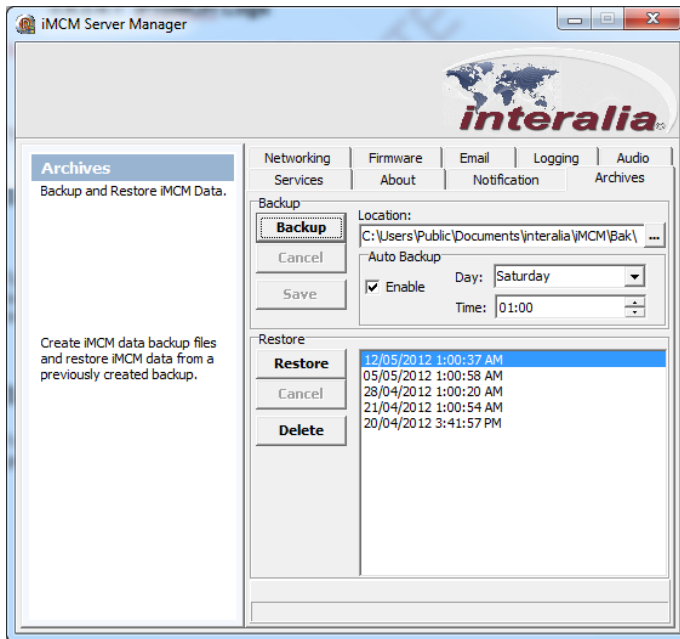 iMCM Server Manager
interalia
Archives
Backup and Restore iMCM Data.
Create iMCM data backup files
and restore iMCM data from a
previously created backup.
Networking Firmware Email Logging Audio
Services About Notification Archives
Backup
Backup
Cancel
Save
Location:
C:\Users\Public\Documents\interalia\iMCM\Bak\ ...
Auto Backup
Enable
Day: Saturday
Time: 01:00
Restore
Restore
Cancel
Delete
12/05/2012 1:00:37 AM
05/05/2012 1:00:58 AM
28/04/2012 1:00:20 AM
21/04/2012 1:00:54 AM
20/04/2012 3:41:57 PM